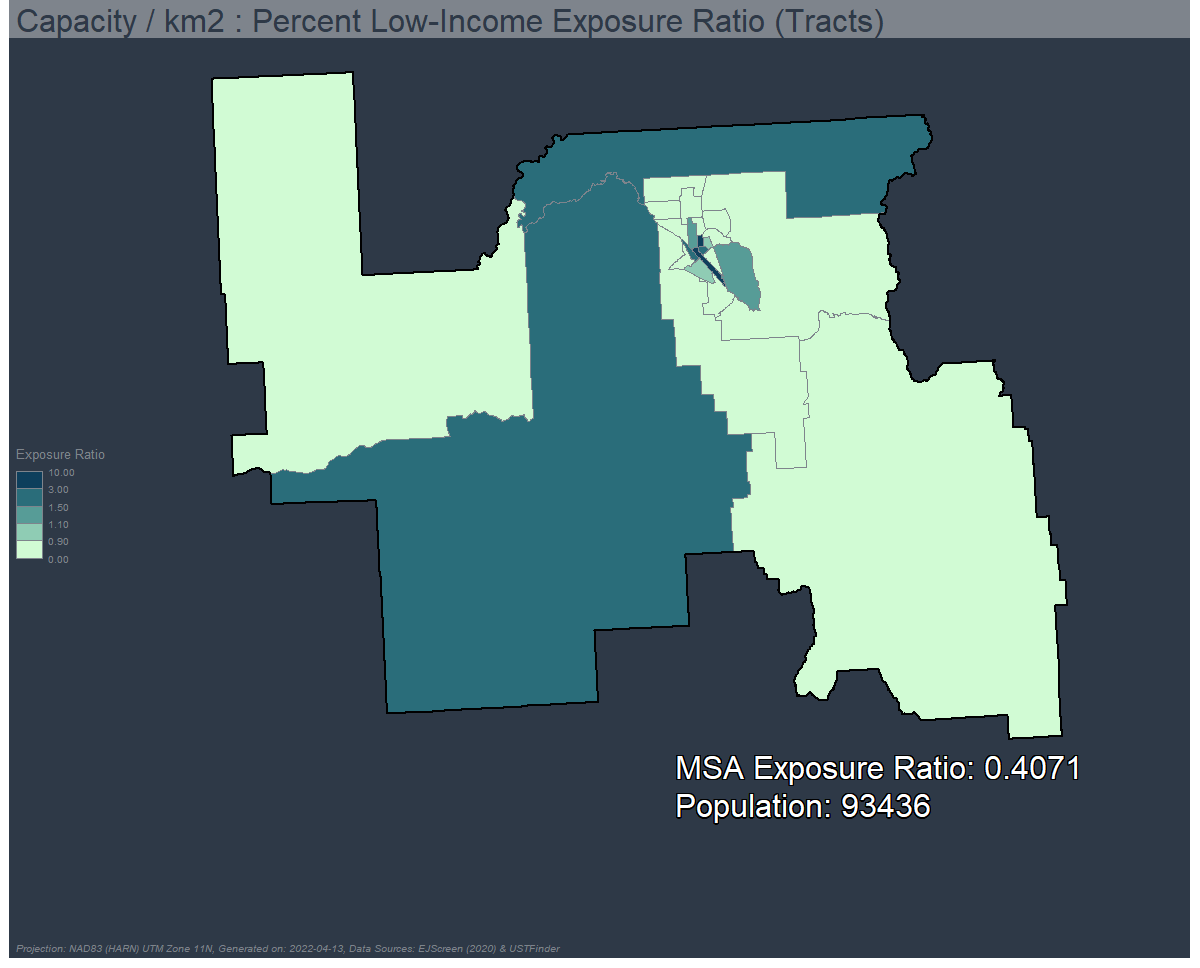 Capacity / km2 : Percent Low-Income Exposure Ratio (Tracts)
Exposure Ratio
10.00
3.00
1.50
1.10
0.90
0.00
MSA Exposure Ratio: 0.4071
Population: 93436
Projection: NAD83 (HARN) UTM Zone 11N, Generated on: 2022-04-13, Data Sources: EJScreen (2020) & USTFinder